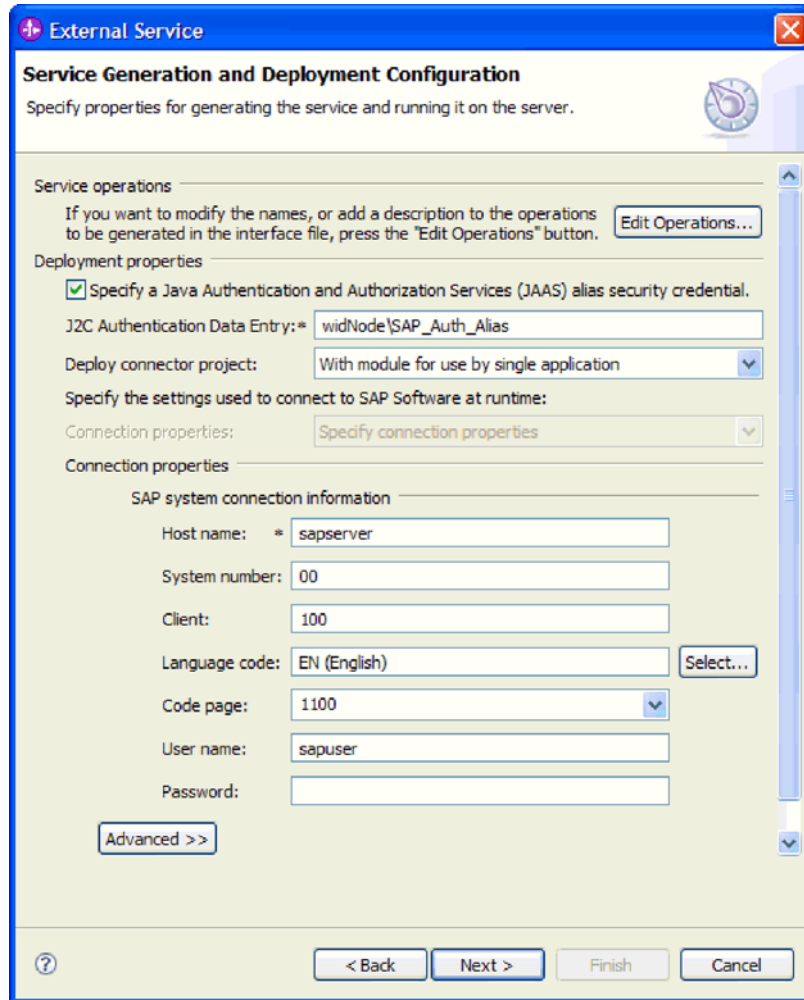 External Service
Service Generation and Deployment Configuration
Specify properties for generating the service and running it on the server.
Service operations
If you want to modify the names, or add a description to the operations
to be generated in the interface file, press the "Edit Operations" button.
Edit Operations...
Deployment properties
Specify a Java Authentication and Authorization Services (JAAS) alias security credential.
J2C Authentication Data Entry:* widNode\SAP_Auth_Alias
Deploy connector project: With module for use by single application
Specify the settings used to connect to SAP Software at runtime:
Connection properties: Specify connection properties
Connection properties
SAP system connection information
Host name: * sapserver
System number: 00
Client: 100
Language code: EN (English) Select...
Code page: 1100
User name: sapuser
Password:
Advanced >>
? < Back Next > Finish Cancel